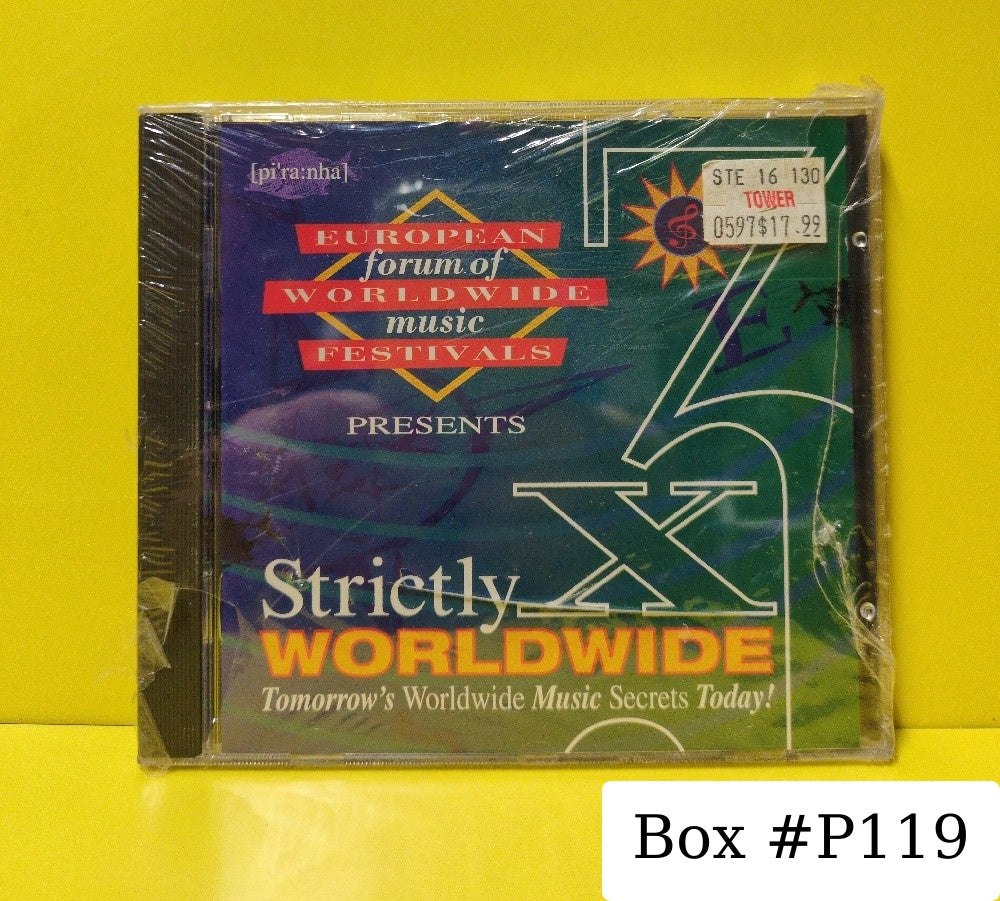 [pi'ra:nha]
STE 16 130
TOWER
0597$17.99
EUROPEAN
forum of
WORLDWIDE
music
FESTIVALS
PRESENTS
E
3
X
Strictly
WORLDWIDE
Tomorrow's Worldwide Music Secrets Today!
Box #P119